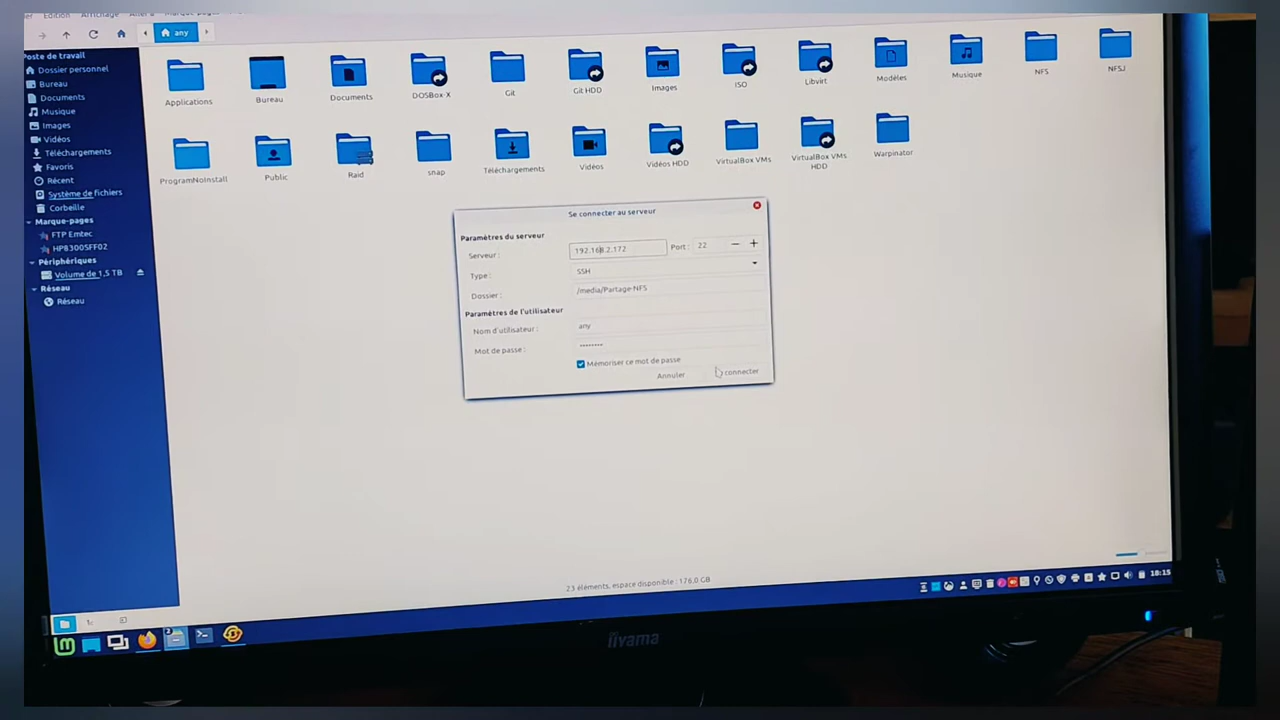 Edition Affichage
any
Poste de travail
Dossier personnel
Bureau
Documents
Musique
Images
Vidéos
Téléchargements
Favoris
Récent
Système de fichiers
Corbeille
Marque-pages
FTP Emtec
HP8300SFF02
Périphériques
Volume de 1,5 TB
Réseau
Réseau
Applications
Bureau
Documents
DOSBox-X
Git
Git HDD
Images
ISO
Libvirt
Modèles
Musique
NFS
NFSJ
ProgramNoInstall
Public
Raid
snap
Téléchargements
Vidéos
Vidéos HDD
VirtualBox VMs
VirtualBox VMs
HDD
Warpinator
Se connecter au serveur
Paramètres du serveur
Serveur : 192.168.2.172 Port : 22 − +
Type : SSH
Dossier : /media/Partage-NFS
Paramètres de l'utilisateur
Nom d'utilisateur : any
Mot de passe : ••••••••
Mémoriser ce mot de passe
Annuler connecter
23 éléments, espace disponible : 176,0 GB
18:15
iiyama